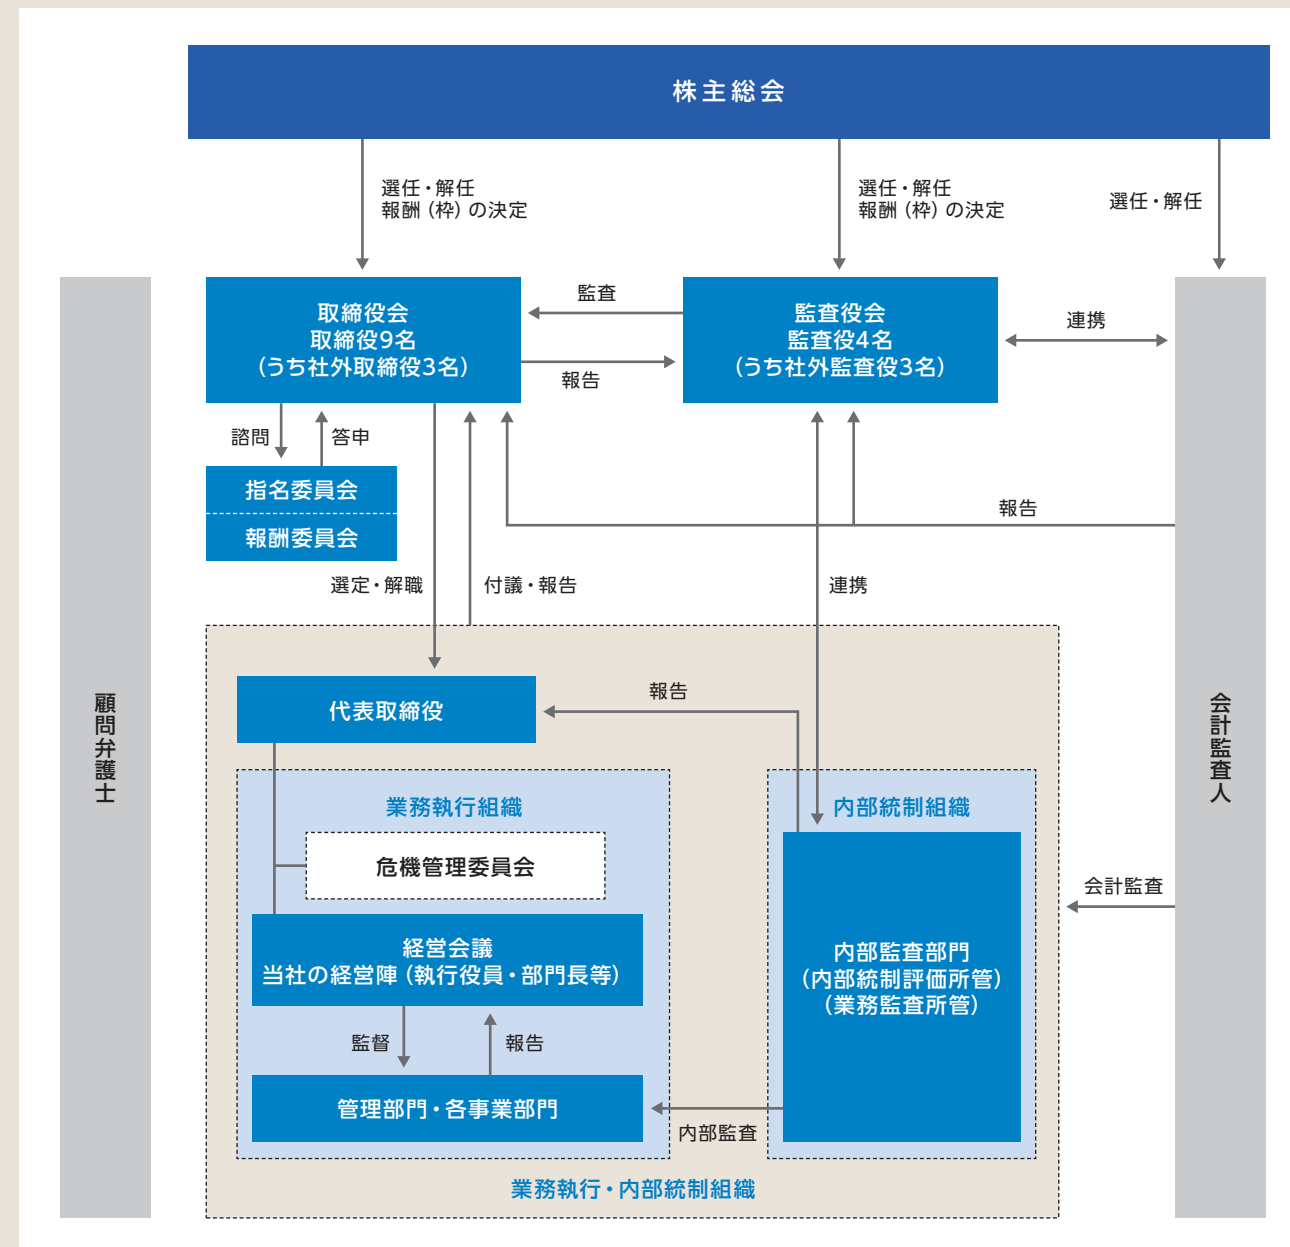 株主総会
選任・解任
報酬（枠）の決定
選任・解任
報酬（枠）の決定
選任・解任
取締役会
取締役9名
（うち社外取締役3名）
監査
報告
監査役会
監査役4名
（うち社外監査役3名）
連携
諮問
答申
指名委員会
報酬委員会
報告
選定・解職
付議・報告
連携
顧問弁護士
会計監査人
代表取締役
報告
業務執行組織
内部統制組織
危機管理委員会
経営会議
当社の経営陣（執行役員・部門長等）
会計監査
内部監査部門
（内部統制評価所管）
（業務監査所管）
監督
報告
管理部門・各事業部門
内部監査
業務執行・内部統制組織